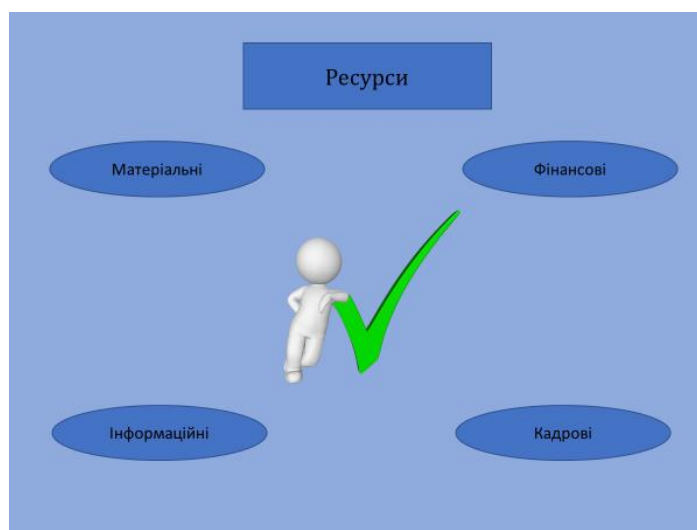 Ресурси
Матеріальні
Фінансові
Інформаційні
Кадрові